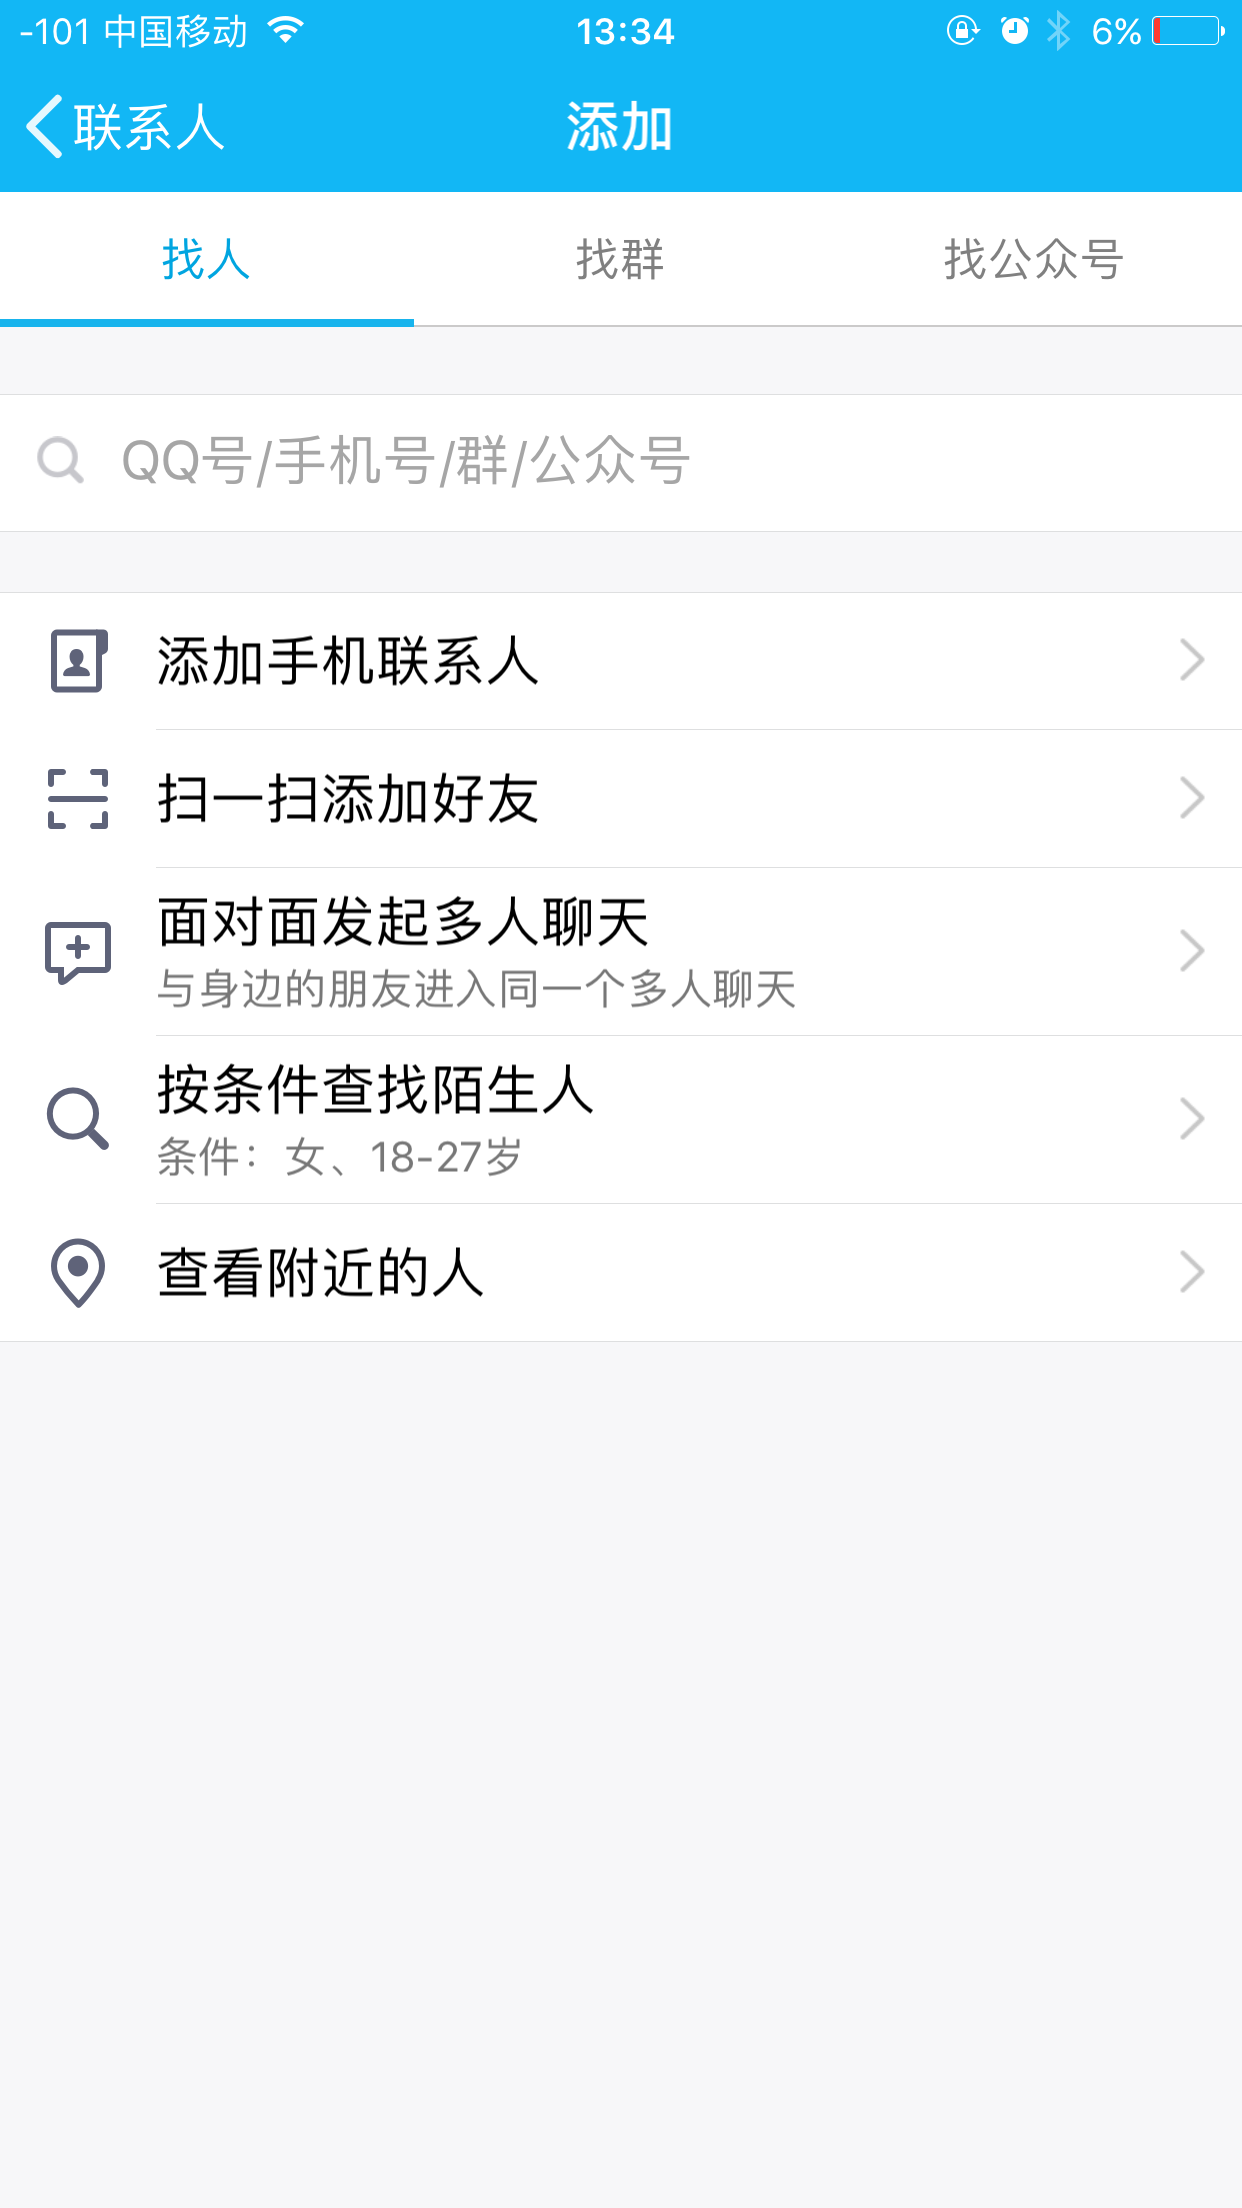 -101 中国移动
13:34
6%
联系人
添加
找人
找群
找公众号
QQ号/手机号/群/公众号
添加手机联系人
扫一扫添加好友
面对面发起多人聊天
与身边的朋友进入同一个多人聊天
按条件查找陌生人
条件：女、18-27岁
查看附近的人